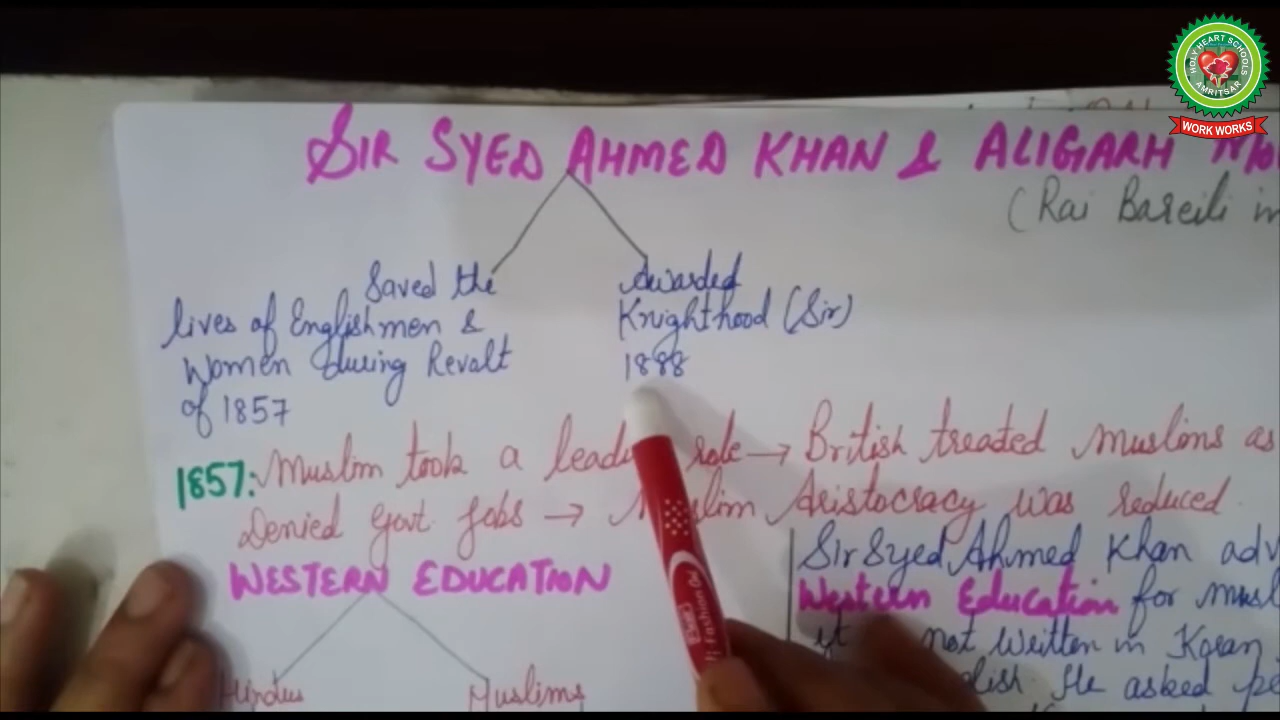 HOLY HEART SCHOOLS
AMRITSAR
WORK WORKS
SIR SYED AHMED KHAN & ALIGARH
(Rai Bareili in
Saved the
lives of Englishmen &
Women during Revolt
of 1857
Awarded
Knighthood (Sir)
1888
1857: Muslim took a role → British treated Muslims as
Denied Govt Jobs → Muslim Aristocracy was reduced.
Sir Syed Ahmed Khan adv
WESTERN EDUCATION
Western Education for Musl
it not written in Koran
He asked pe
Hindus
Muslims